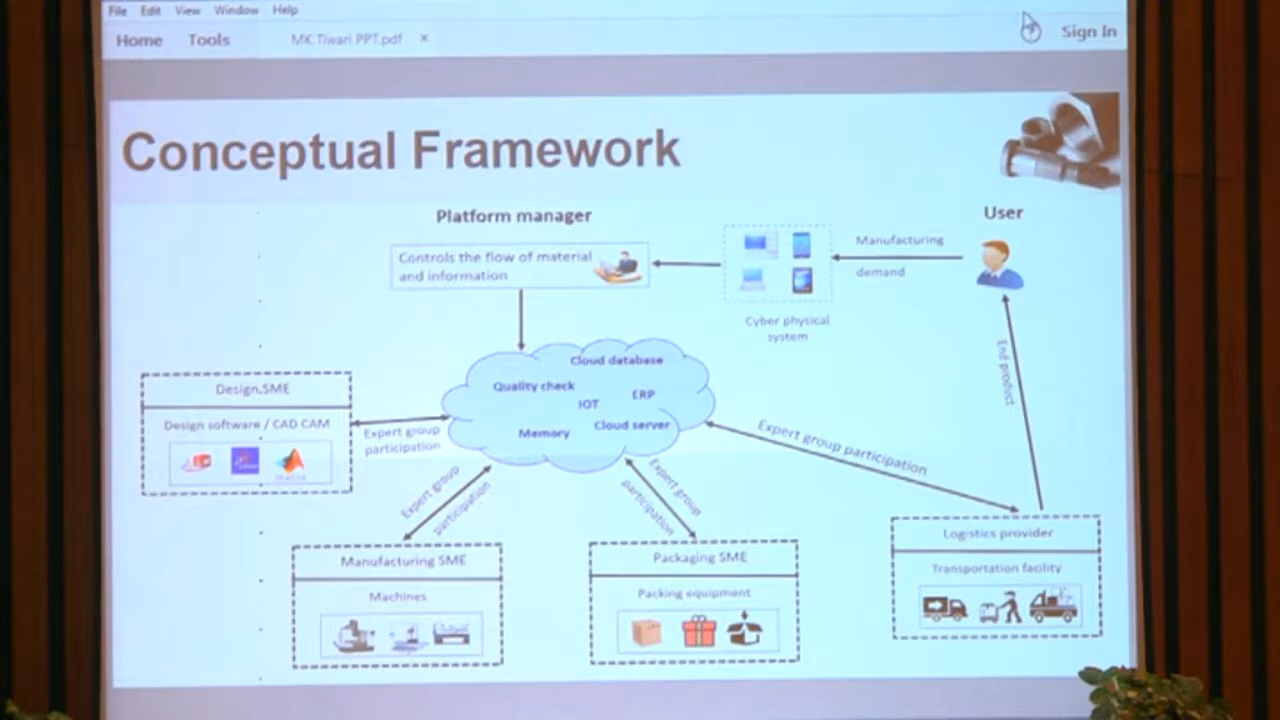 File Edit View Window Help
Home Tools MK Tiwari PPT.pdf × Sign In
Conceptual Framework
Platform manager
User
Controls the flow of material
and information
Manufacturing
demand
Cyber physical
system
Cloud database
Quality check
ERP
IOT
Memory
Cloud server
Design.SME
Design software / CAD CAM
Expert group
participation
Expert group
participation
Expert group
participation
Expert group participation
End product
Manufacturing SME
Machines
Packaging SME
Packing equipment
Logistics provider
Transportation facility